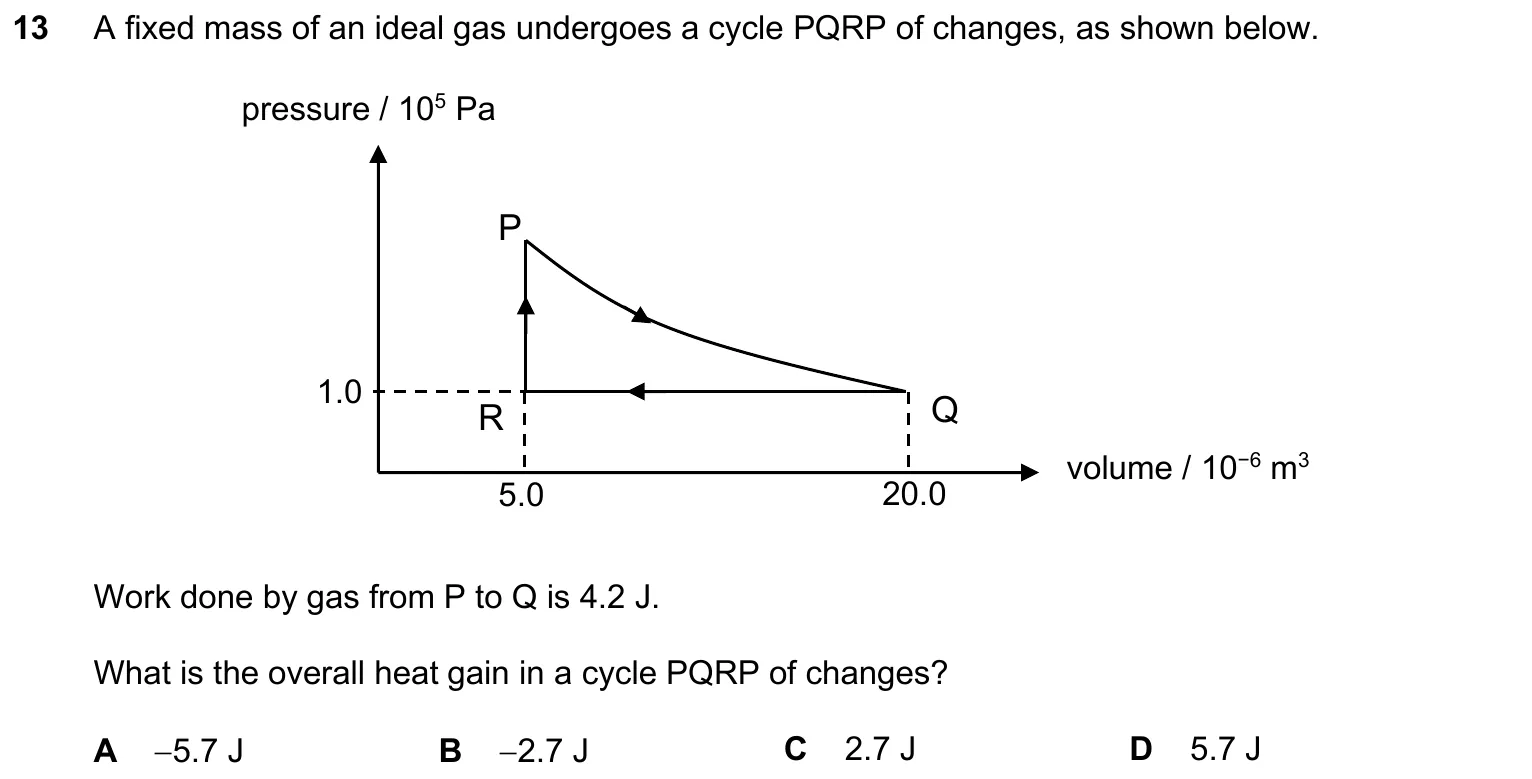 13 A fixed mass of an ideal gas undergoes a cycle PQRP of changes, as shown below.
pressure / 10⁵ Pa
P
1.0
R
Q
volume / 10⁻⁶ m³
5.0
20.0
Work done by gas from P to Q is 4.2 J.
What is the overall heat gain in a cycle PQRP of changes?
A −5.7 J B −2.7 J C 2.7 J D 5.7 J